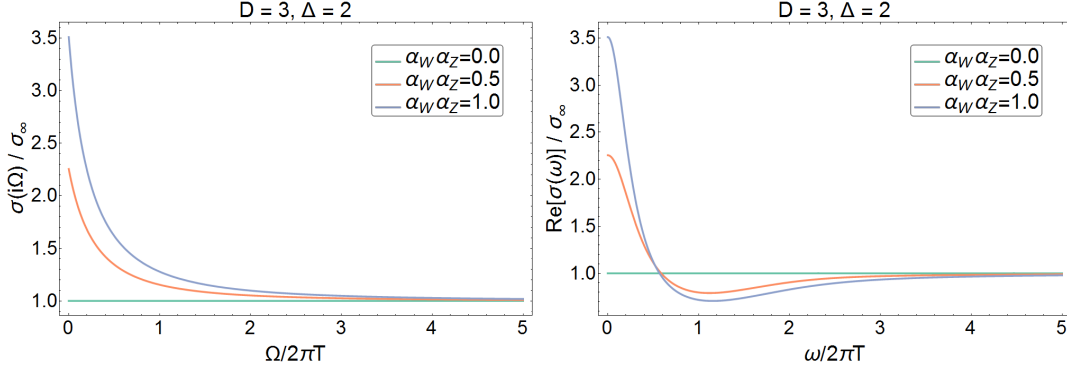 D = 3, Δ = 2
σ(iΩ) / σ∞
3.5
3.0
2.5
2.0
1.5
1.0
0
1
2
3
4
5
Ω/2πT
α_W α_Z=0.0
α_W α_Z=0.5
α_W α_Z=1.0
D = 3, Δ = 2
Re[σ(ω)] / σ∞
3.5
3.0
2.5
2.0
1.5
1.0
0
1
2
3
4
5
ω/2πT
α_W α_Z=0.0
α_W α_Z=0.5
α_W α_Z=1.0